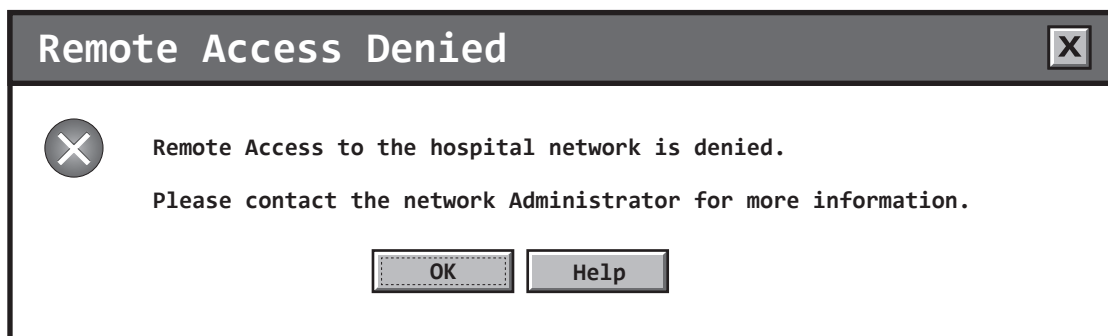 Remote Access Denied X
Remote Access to the hospital network is denied.
Please contact the network Administrator for more information.
OK Help